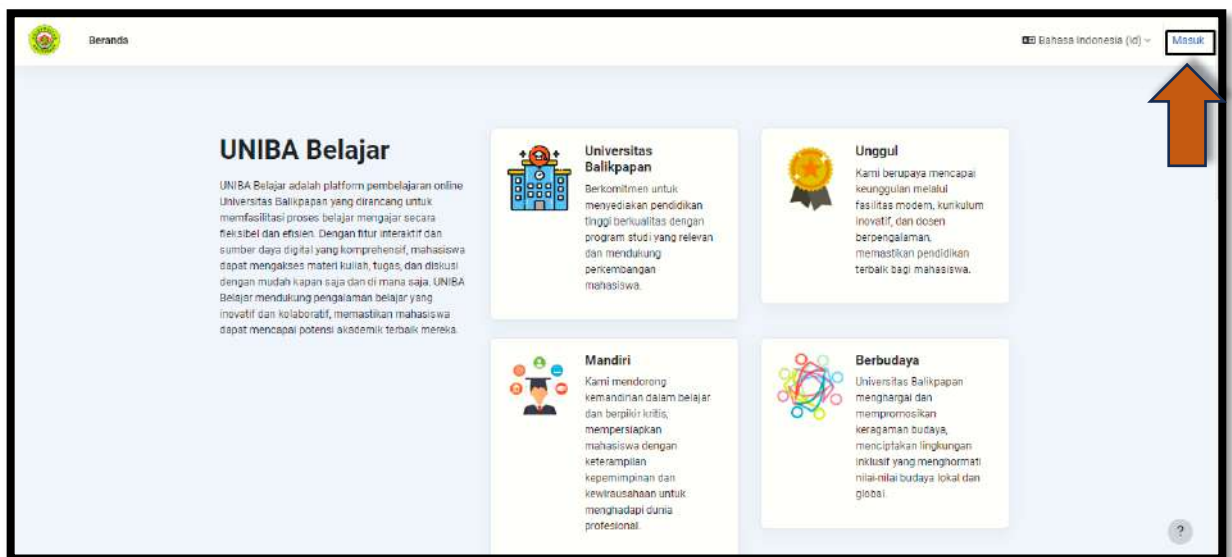 Beranda
Bahasa Indonesia (id)
Masuk
UNIBA Belajar
UNIBA Belajar adalah platform pembelajaran online
Universitas Balikpapan yang dirancang untuk
memfasilitasi proses belajar mengajar secara
fleksibel dan efisien. Dengan fitur interaktif dan
sumber daya digital yang komprehensif, mahasiswa
dapat mengakses materi kuliah, tugas, dan diskusi
dengan mudah kapan saja dan di mana saja. UNIBA
Belajar mendukung pengalaman belajar yang
inovatif dan kolaboratif, memastikan mahasiswa
dapat mencapai potensi akademik terbaik mereka.
Universitas
Balikpapan
Berkomitmen untuk
menyediakan pendidikan
tinggi berkualitas dengan
program studi yang relevan
dan mendukung
perkembangan
mahasiswa.
Unggul
Kami berupaya mencapai
keunggulan melalui
fasilitas modern, kurikulum
inovatif, dan dosen
berpengalaman,
memastikan pendidikan
terbaik bagi mahasiswa.
Mandiri
Kami mendorong
kemandirian dalam belajar
dan berpikir kritis,
mempersiapkan
mahasiswa dengan
keterampilan
kepemimpinan dan
kewirausahaan untuk
menghadapi dunia
profesional.
Berbudaya
Universitas Balikpapan
menghargai dan
mempromosikan
keragaman budaya,
menciptakan lingkungan
inklusif yang menghormati
nilai-nilai budaya lokal dan
global.
?